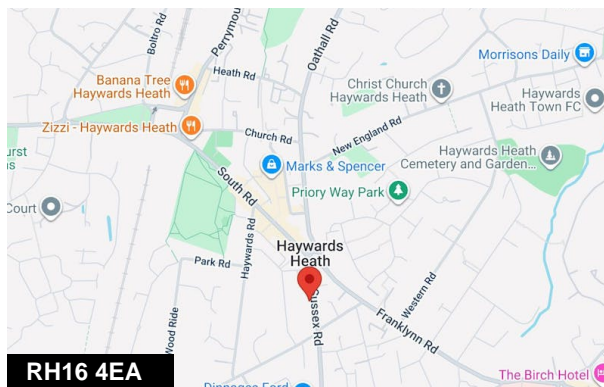 Boltro Rd
Perrymou
Heath Rd
Oathall Rd
Morrisons Daily
Banana Tree
Haywards Heath
Christ Church
Haywards Heath
Haywards
Heath Town FC
Zizzi - Haywards Heath
Church Rd
New England Rd
Marks & Spencer
Haywards Heath
Cemetery and Garden...
urst
ns
South Rd
Priory Way Park
Court
Haywards Rd
Haywards
Heath
Park Rd
Western Rd
Sussex Rd
Franklynn Rd
Wood Ride
RH16 4EA
Dinnages Ford
The Birch Hotel